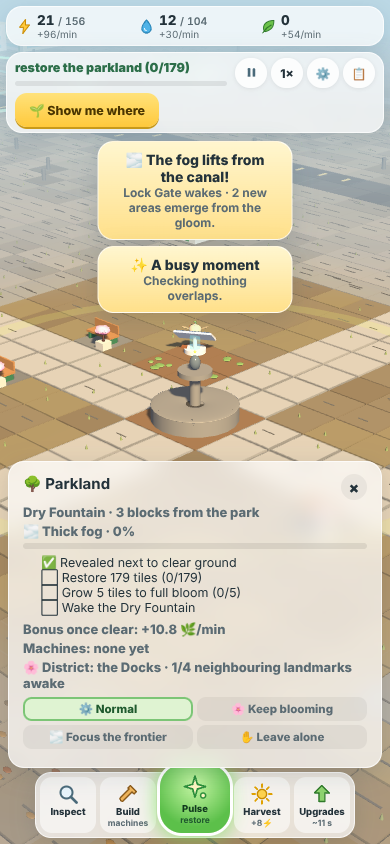 21 / 156
+96/min
12 / 104
+30/min
0
+54/min
restore the parkland (0/179)
1×
Show me where
The fog lifts from
the canal!
Lock Gate wakes · 2 new
areas emerge from the
gloom.
A busy moment
Checking nothing
overlaps.
Parkland
Dry Fountain · 3 blocks from the park
Thick fog · 0%
Revealed next to clear ground
Restore 179 tiles (0/179)
Grow 5 tiles to full bloom (0/5)
Wake the Dry Fountain
Bonus once clear: +10.8 🌿/min
Machines: none yet
District: the Docks · 1/4 neighbouring landmarks
awake
Normal
Keep blooming
Focus the frontier
Leave alone
Inspect
Build
machines
Pulse
restore
Harvest
+8⚡
Upgrades
~11 s